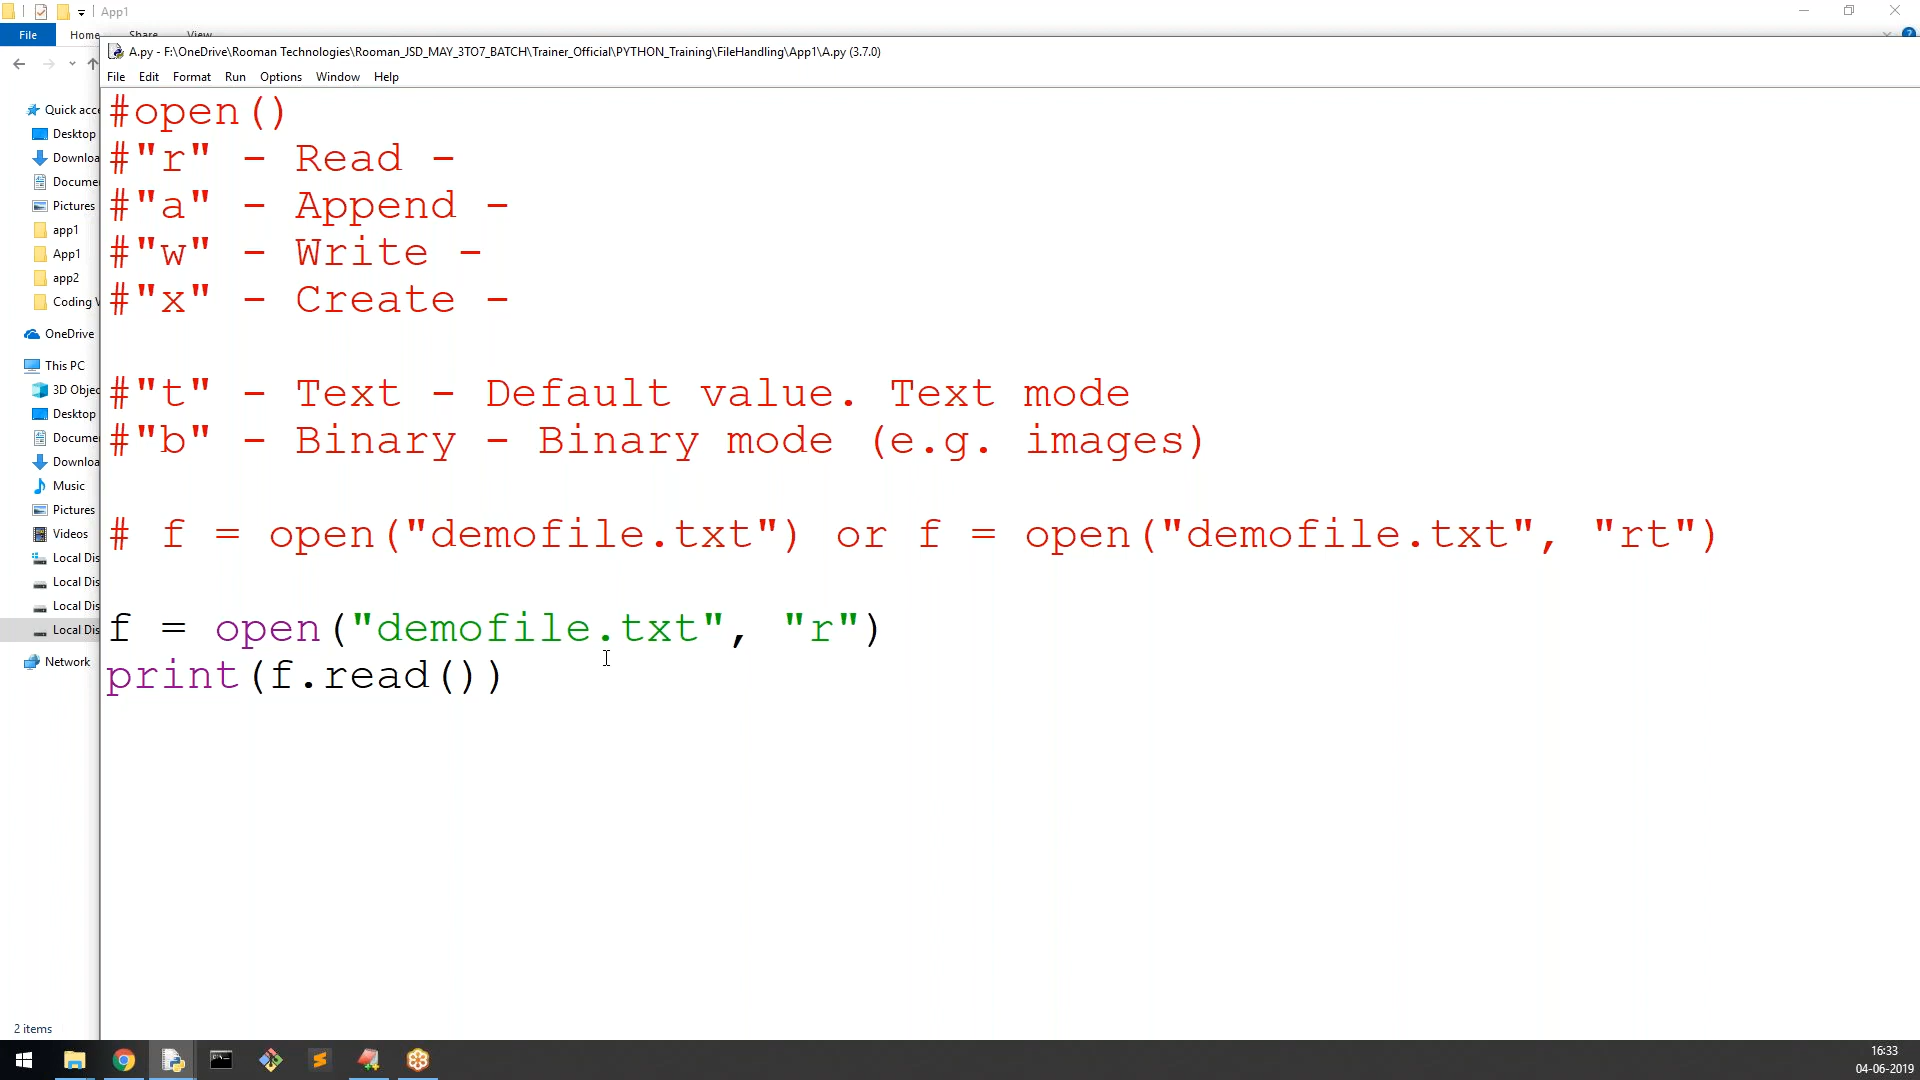 App1
File Home Share View
A.py - F:\OneDrive\Rooman Technologies\Rooman_JSD_MAY_3TO7_BATCH\Trainer_Official\PYTHON_Training\FileHandling\App1\A.py (3.7.0)
File Edit Format Run Options Window Help
#open()
#"r" - Read -
#"a" - Append -
#"w" - Write -
#"x" - Create -
#"t" - Text - Default value. Text mode
#"b" - Binary - Binary mode (e.g. images)
# f = open("demofile.txt") or f = open("demofile.txt", "rt")
f = open("demofile.txt", "r")
print(f.read())
Quick acce
Desktop
Downloa
Docume
Pictures
app1
App1
app2
Coding V
OneDrive
This PC
3D Objec
Desktop
Docume
Downloa
Music
Pictures
Videos
Local Dis
Local Dis
Local Dis
Local Dis
Network
2 items
16:33
04-06-2019